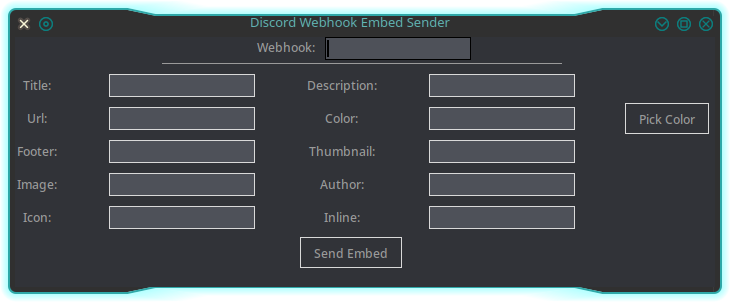 Discord Webhook Embed Sender
Webhook:
Title: Description:
Url: Color: Pick Color
Footer: Thumbnail:
Image: Author:
Icon: Inline:
Send Embed